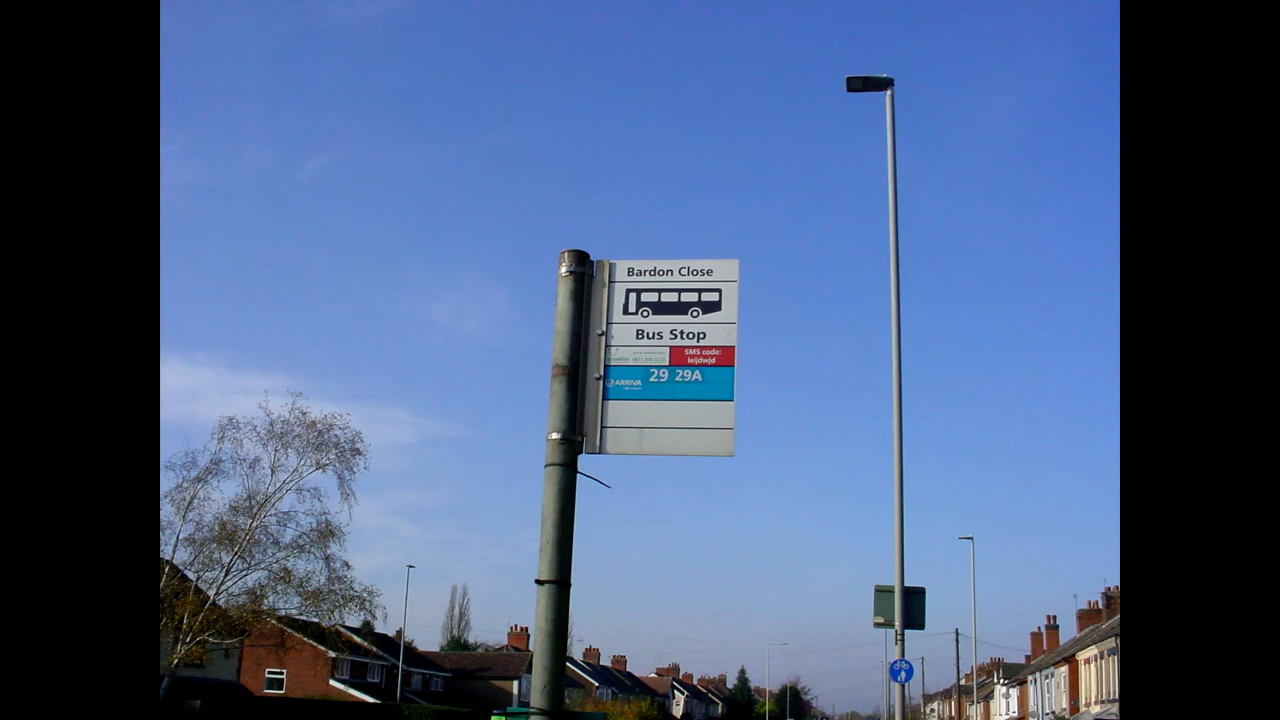 Bardon Close
Bus Stop
SMS code:
leijdwjd
29 29A
ARRIVA